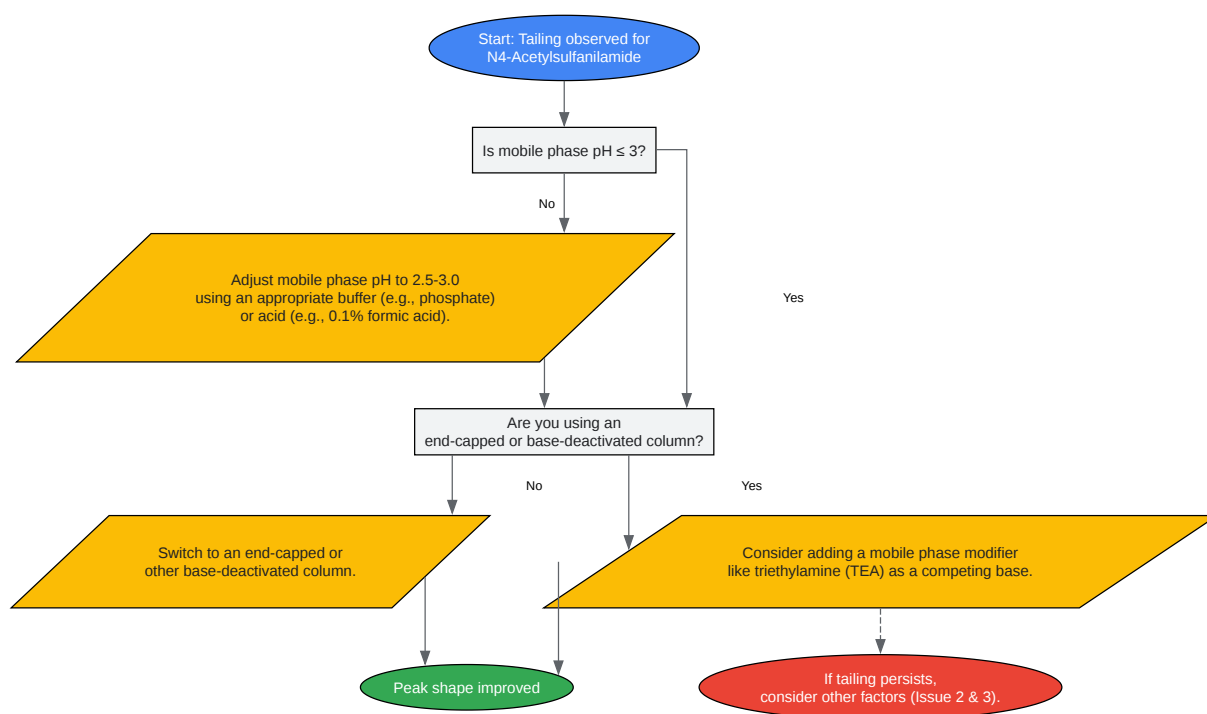 Start: Tailing observed for
N4-Acetylsulfanilamide
Is mobile phase pH ≤ 3?
No
Adjust mobile phase pH to 2.5-3.0
using an appropriate buffer (e.g., phosphate)
or acid (e.g., 0.1% formic acid).
Yes
Are you using an
end-capped or base-deactivated column?
No
Yes
Switch to an end-capped or
other base-deactivated column.
Consider adding a mobile phase modifier
like triethylamine (TEA) as a competing base.
Peak shape improved
If tailing persists,
consider other factors (Issue 2 & 3).